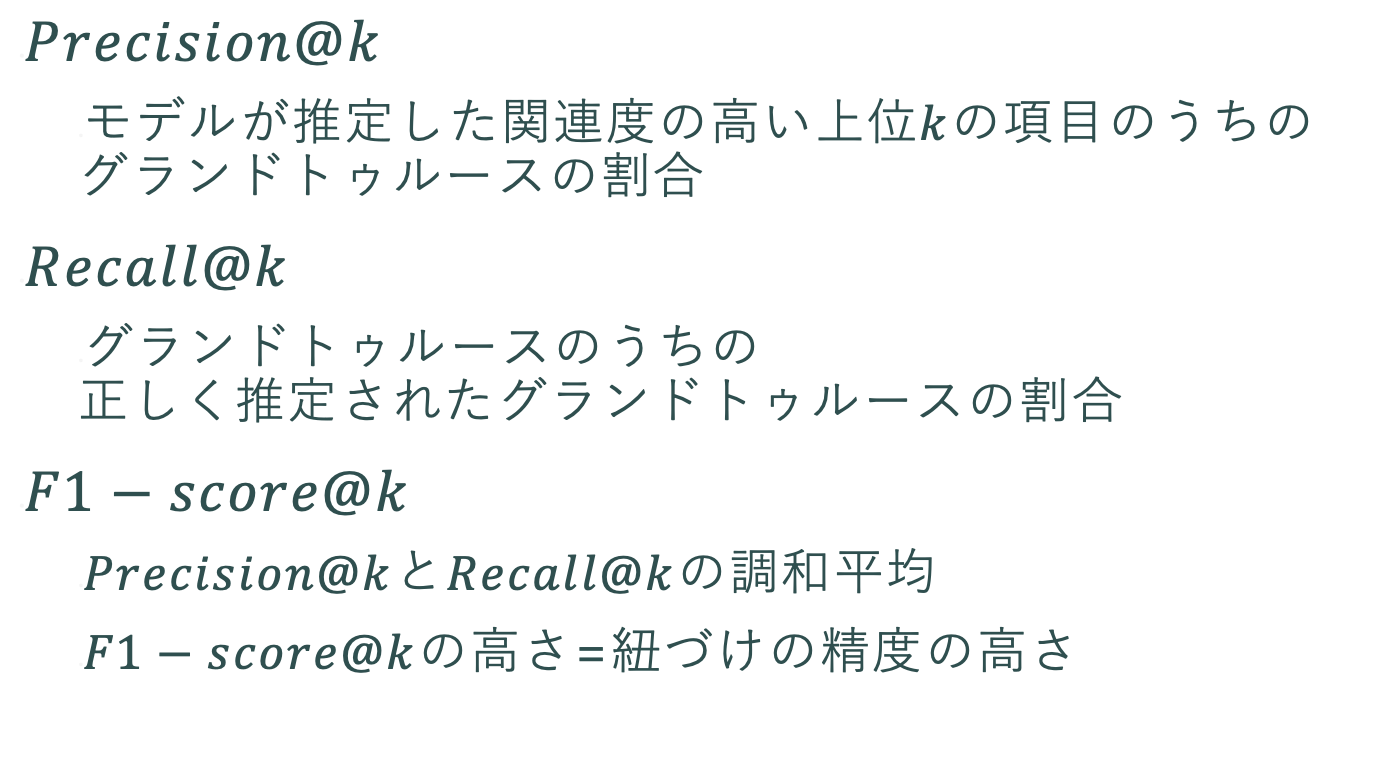 Precision@k
モデルが推定した関連度の高い上位kの項目のうちの
グランドトゥルースの割合
Recall@k
グランドトゥルースのうちの
正しく推定されたグランドトゥルースの割合
F1 − score@k
Precision@kとRecall@kの調和平均
F1 − score@kの高さ=紐づけの精度の高さ